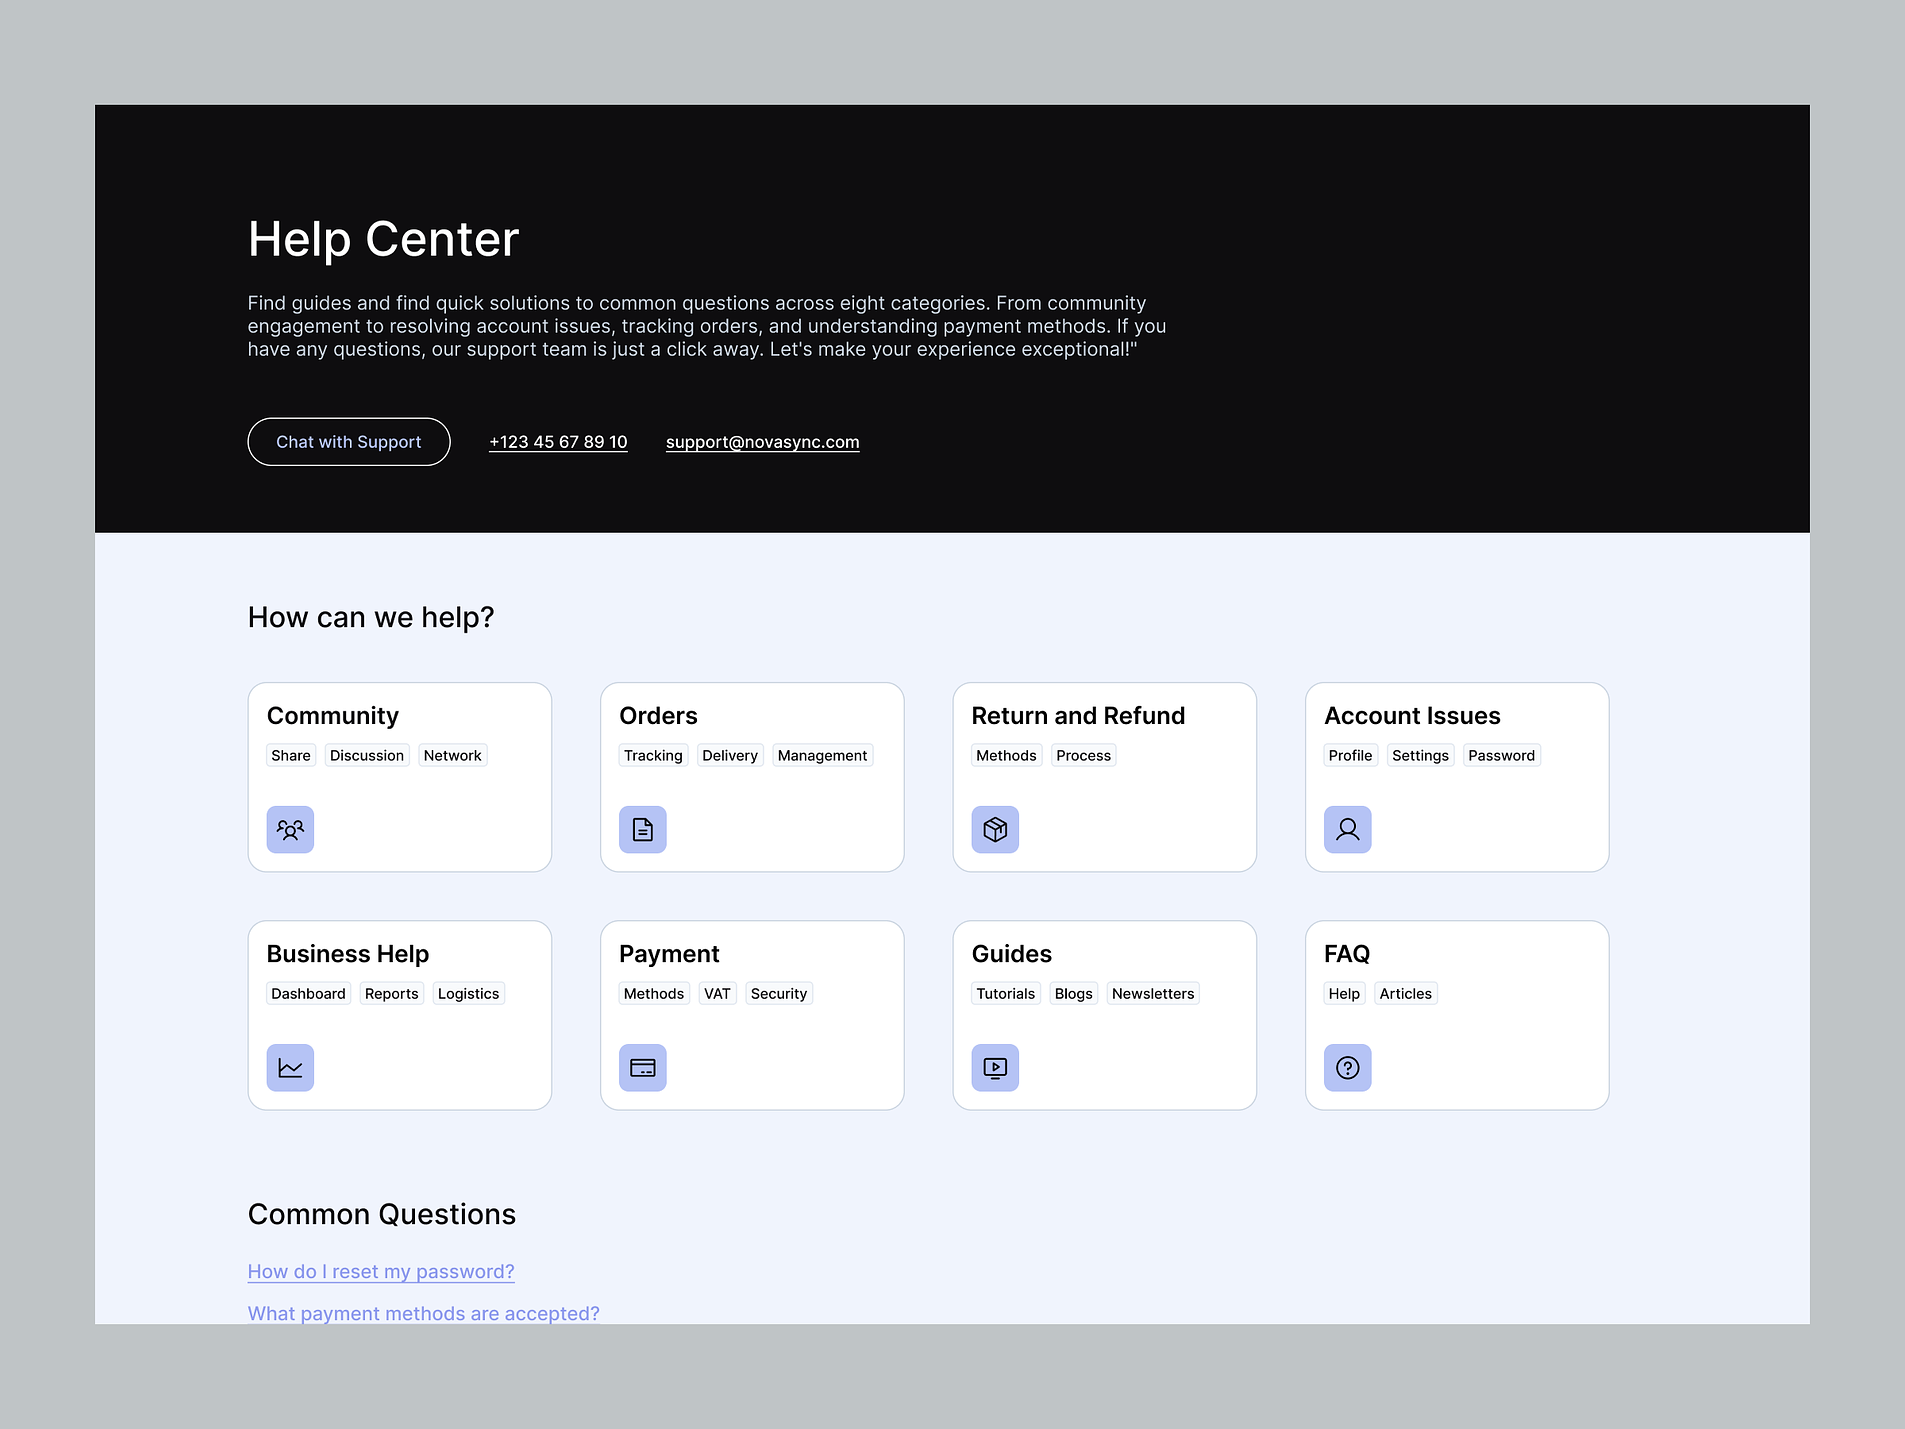 Help Center
Find guides and find quick solutions to common questions across eight categories. From community
engagement to resolving account issues, tracking orders, and understanding payment methods. If you
have any questions, our support team is just a click away. Let's make your experience exceptional!"
Chat with Support +123 45 67 89 10 support@novasync.com
How can we help?
Community
Share Discussion Network
Orders
Tracking Delivery Management
Return and Refund
Methods Process
Account Issues
Profile Settings Password
Business Help
Dashboard Reports Logistics
Payment
Methods VAT Security
Guides
Tutorials Blogs Newsletters
FAQ
Help Articles
Common Questions
How do I reset my password?
What payment methods are accepted?